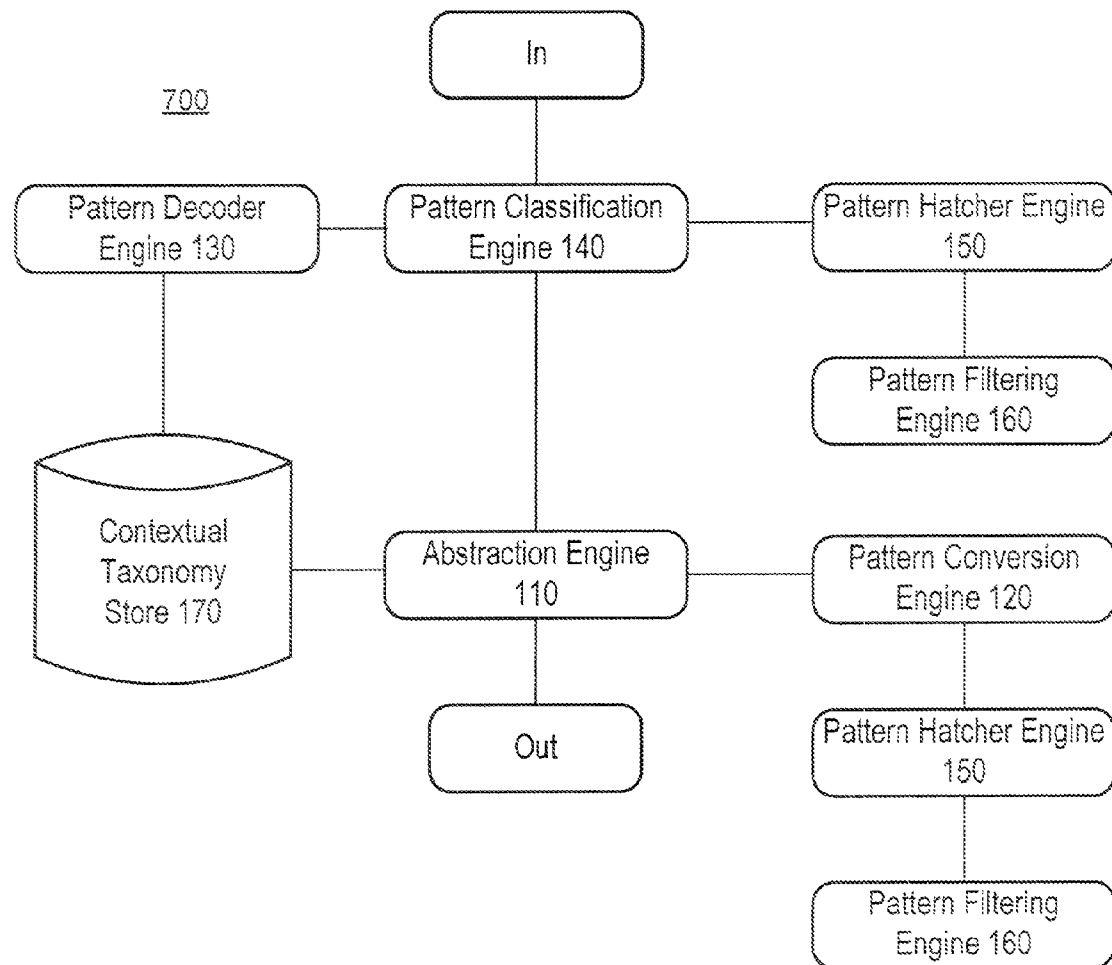 In
700
Pattern Decoder
Engine 130
Pattern Classification
Engine 140
Pattern Hatcher Engine
150
Pattern Filtering
Engine 160
Contextual
Taxonomy
Store 170
Abstraction Engine
110
Pattern Conversion
Engine 120
Out
Pattern Hatcher Engine
150
Pattern Filtering
Engine 160